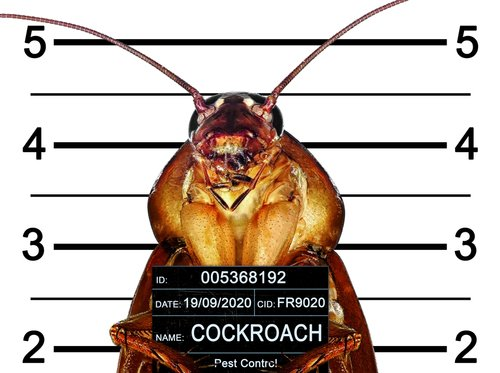 5 5
4 4
3 3
ID: 005368192
DATE: 19/09/2020 CID: FR9020
NAME: COCKROACH
2 2
Pest Control